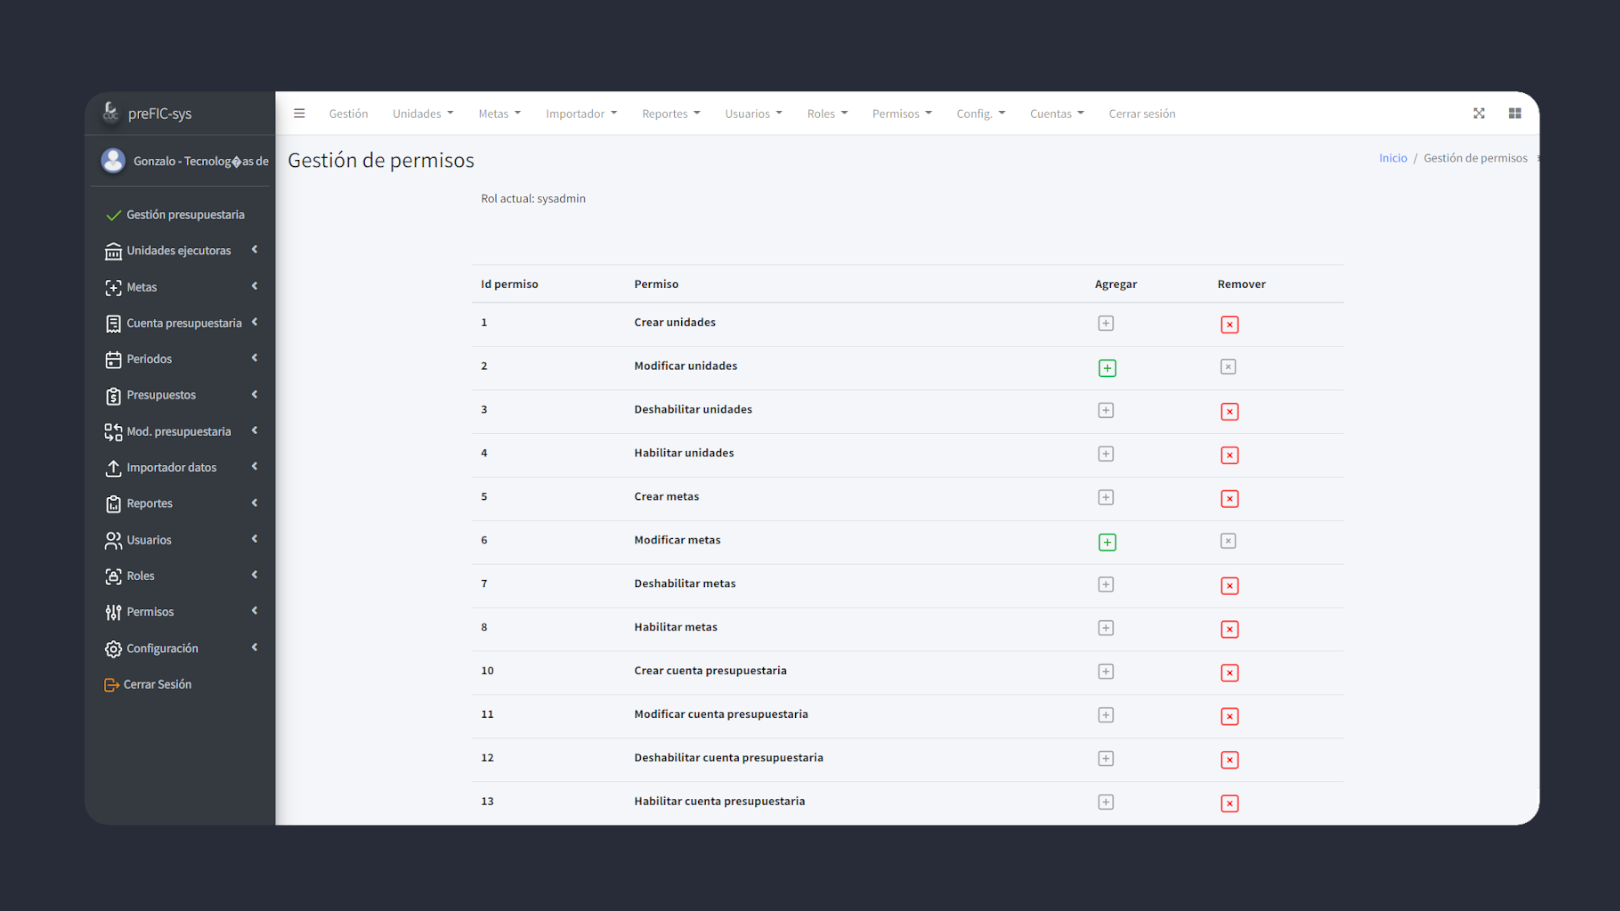 preFIC-sys
Gestión
Unidades
Metas
Importador
Reportes
Usuarios
Roles
Permisos
Config.
Cuentas
Cerrar sesión
Gonzalo - Tecnolog�as de
Gestión de permisos
Inicio / Gestión de permisos
Rol actual: sysadmin
Gestión presupuestaria
Unidades ejecutoras
Metas
Cuenta presupuestaria
Periodos
Presupuestos
Mod. presupuestaria
Importador datos
Reportes
Usuarios
Roles
Permisos
Configuración
Cerrar Sesión
Id permiso Permiso Agregar Remover
1 Crear unidades
2 Modificar unidades
3 Deshabilitar unidades
4 Habilitar unidades
5 Crear metas
6 Modificar metas
7 Deshabilitar metas
8 Habilitar metas
10 Crear cuenta presupuestaria
11 Modificar cuenta presupuestaria
12 Deshabilitar cuenta presupuestaria
13 Habilitar cuenta presupuestaria